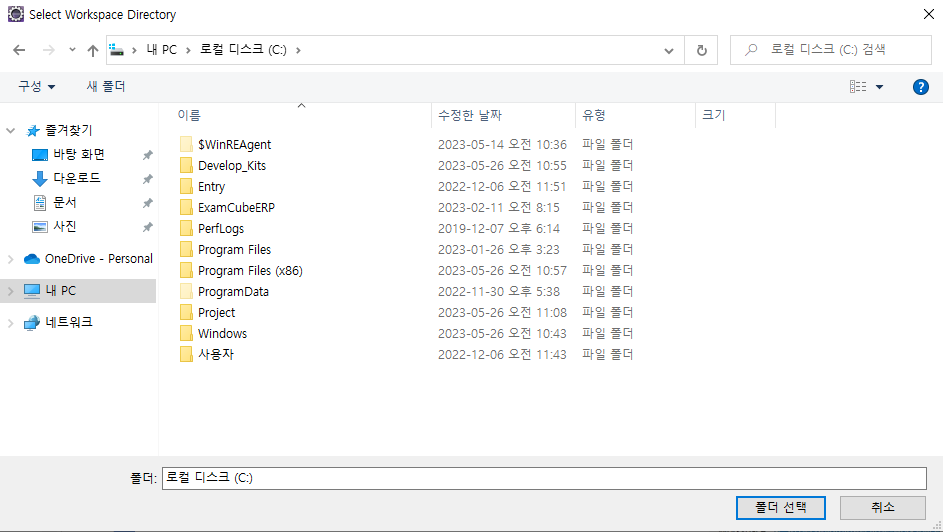 Select Workspace Directory
내 PC 로컬 디스크 (C:)
로컬 디스크 (C:) 검색
구성 새 폴더
이름 수정한 날짜 유형 크기
즐겨찾기
바탕 화면
다운로드
문서
사진
OneDrive - Personal
내 PC
네트워크
$WinREAgent 2023-05-14 오전 10:36 파일 폴더
Develop_Kits 2023-05-26 오전 10:55 파일 폴더
Entry 2022-12-06 오전 11:51 파일 폴더
ExamCubeERP 2023-02-11 오전 8:15 파일 폴더
PerfLogs 2019-12-07 오후 6:14 파일 폴더
Program Files 2023-01-26 오후 3:23 파일 폴더
Program Files (x86) 2023-05-26 오전 10:57 파일 폴더
ProgramData 2022-11-30 오후 5:38 파일 폴더
Project 2023-05-26 오전 11:08 파일 폴더
Windows 2023-05-26 오전 10:43 파일 폴더
사용자 2022-12-06 오전 11:43 파일 폴더
폴더: 로컬 디스크 (C:)
폴더 선택 취소